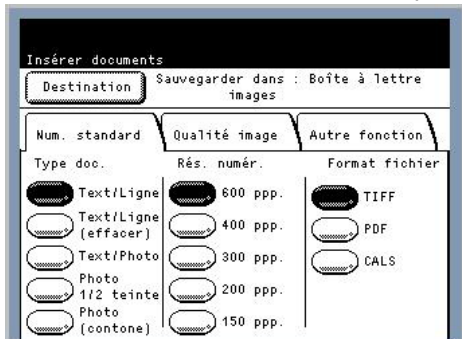 Insérer documents
Destination
Sauvegarder dans : Boîte à lettre
images
Num. standard
Qualité image
Autre fonction
Type doc.
Text/Ligne
Text/Ligne
(effacer)
Text/Photo
Photo
1/2 teinte
Photo
(contone)
Rés. numér.
600 ppp.
400 ppp.
300 ppp.
200 ppp.
150 ppp.
Format fichier
TIFF
PDF
CALS